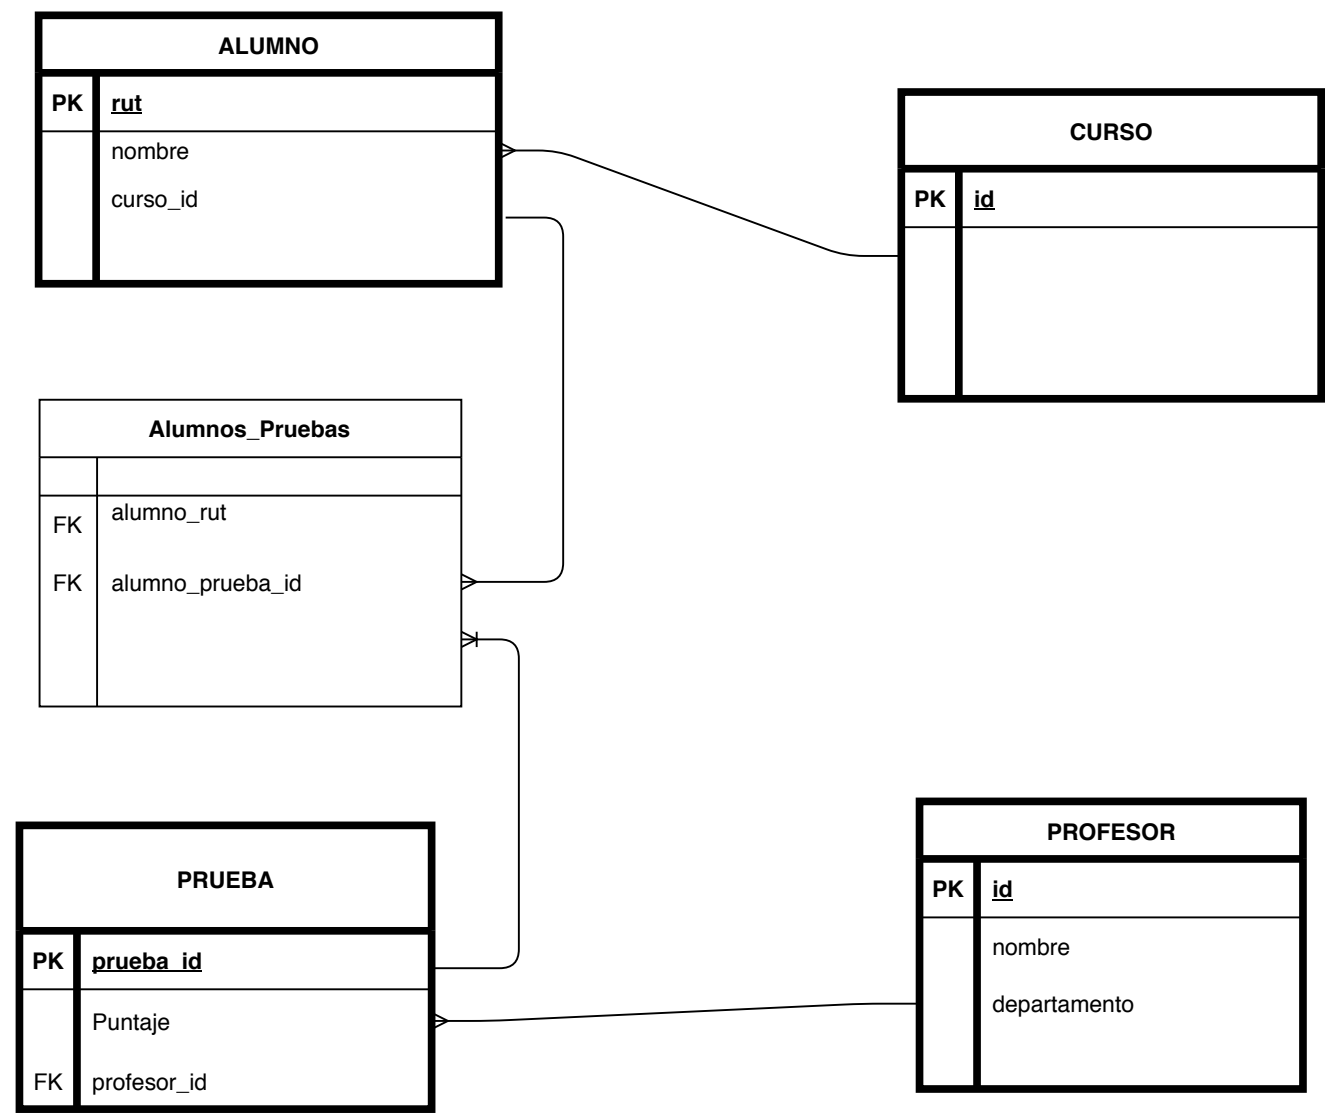 ALUMNO
PK rut
nombre
curso_id
CURSO
PK id
Alumnos_Pruebas
FK alumno_rut
FK alumno_prueba_id
PRUEBA
PK prueba_id
Puntaje
FK profesor_id
PROFESOR
PK id
nombre
departamento